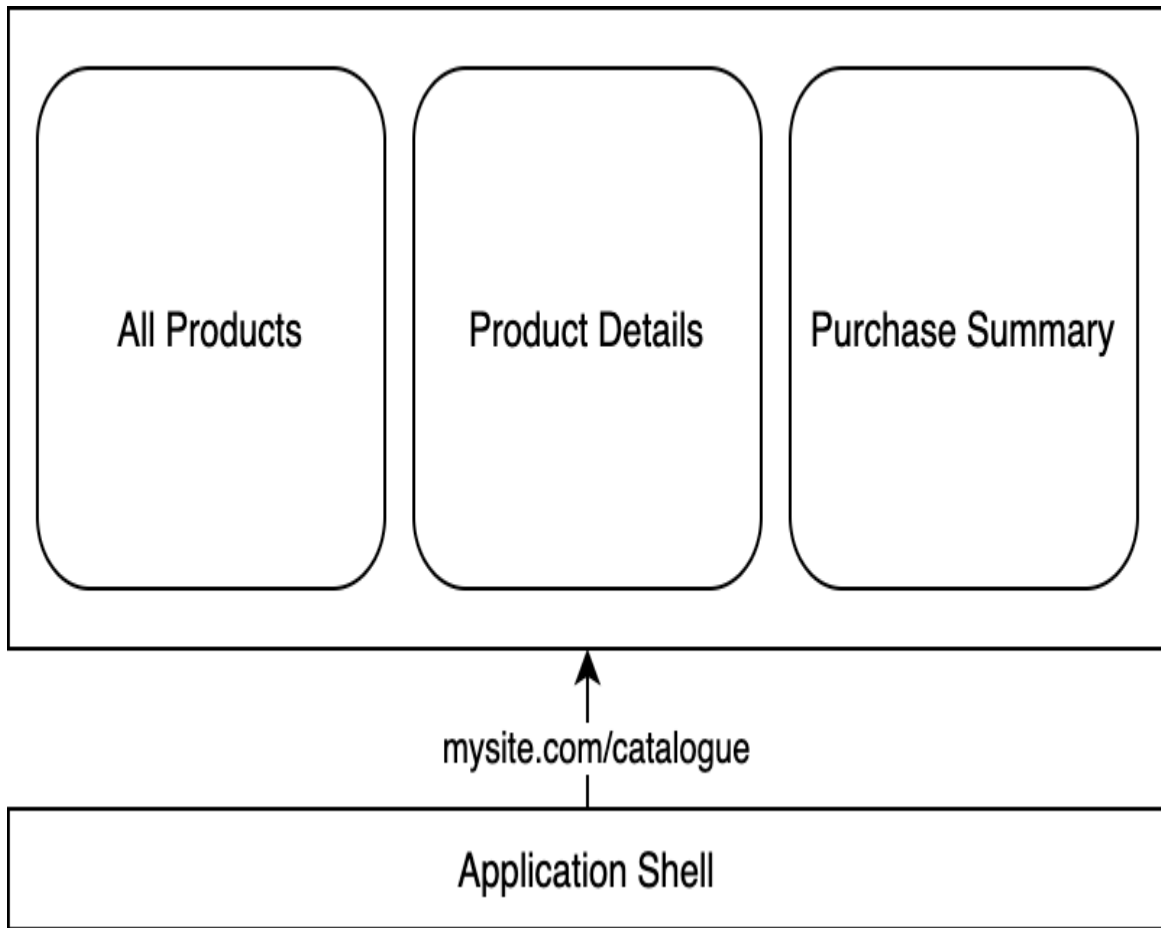 All Products
Product Details
Purchase Summary
mysite.com/catalogue
Application Shell